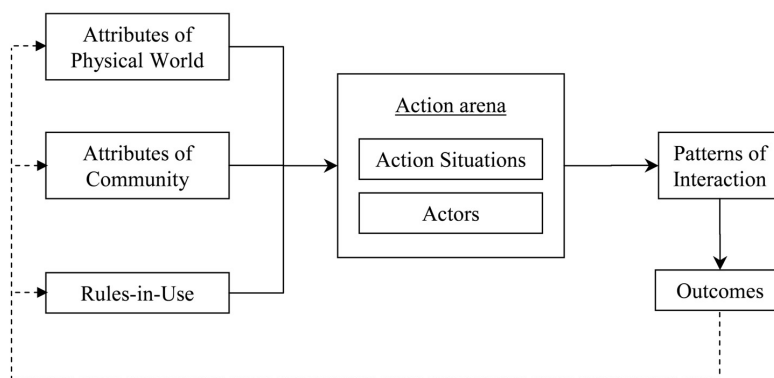 Attributes of
Physical World
Attributes of
Community
Rules-in-Use
Action arena
Action Situations
Actors
Patterns of
Interaction
Outcomes